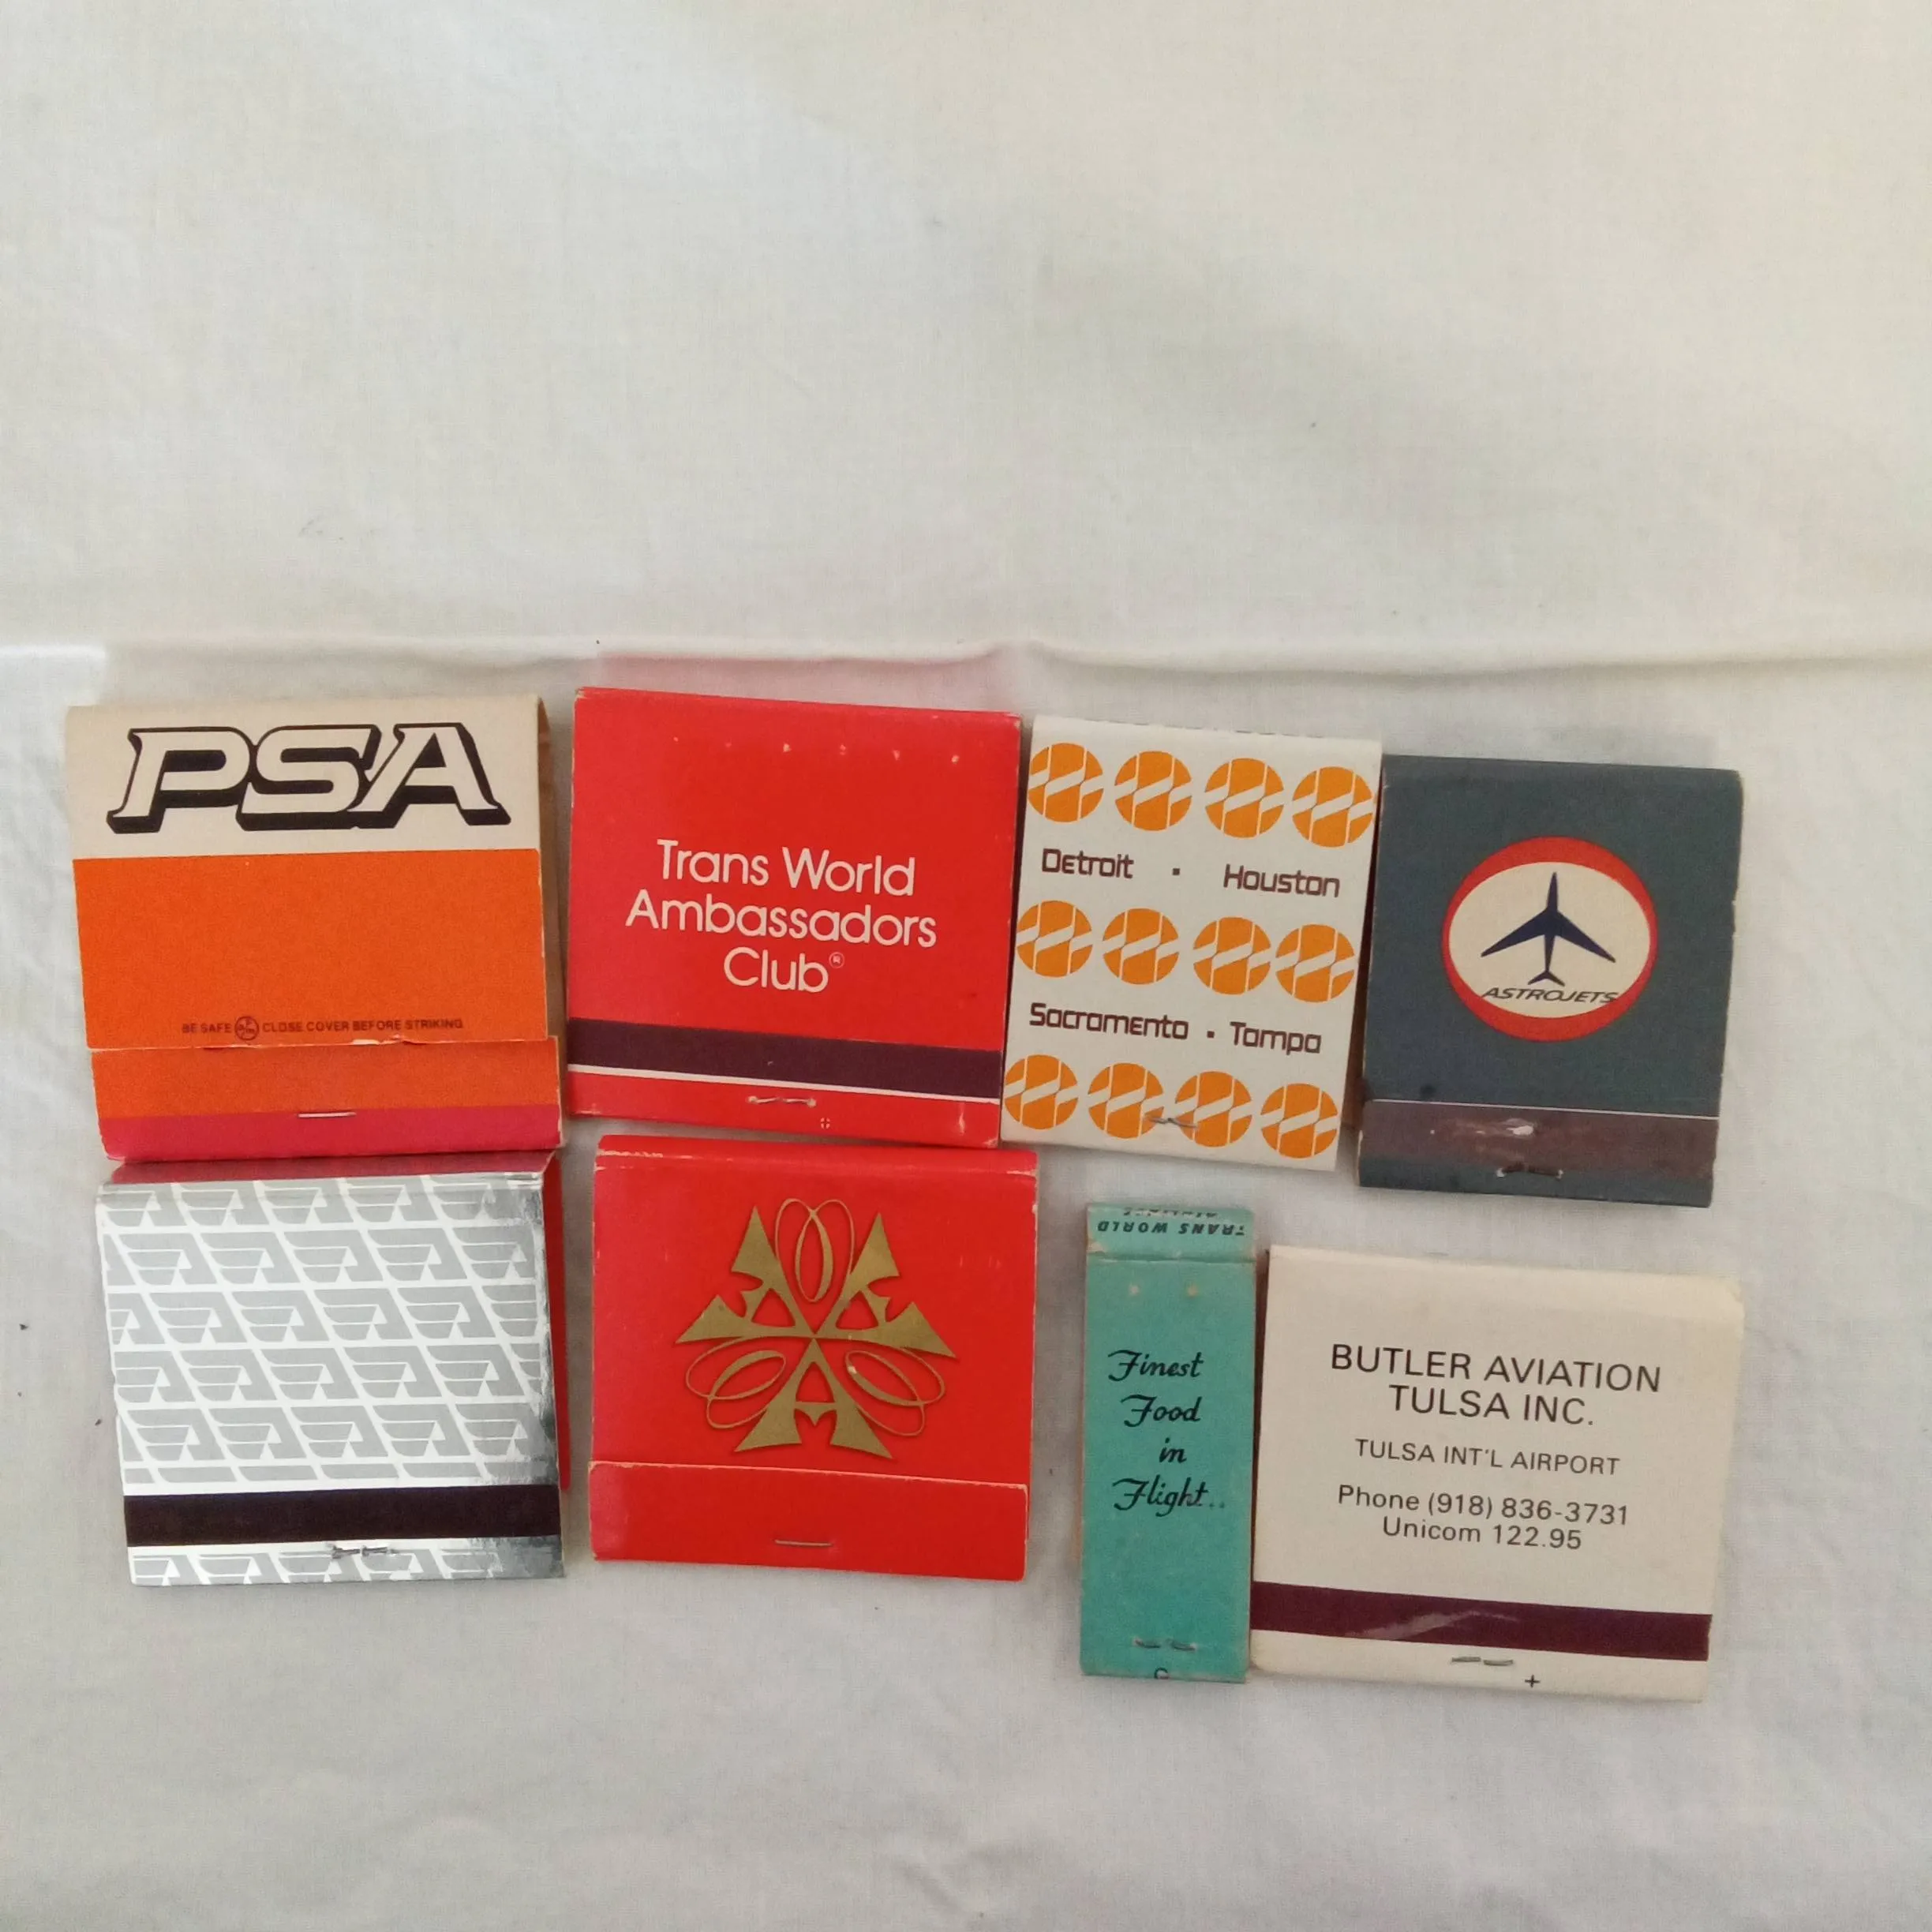 PSA
BE SAFE CLOSE COVER BEFORE STRIKING
Trans World
Ambassadors
Club®
Detroit · Houston
Sacramento · Tampa
ASTROJETS
TRANS WORLD
Finest
Food
in
Flight..
BUTLER AVIATION
TULSA INC.
TULSA INT'L AIRPORT
Phone (918) 836-3731
Unicom 122.95